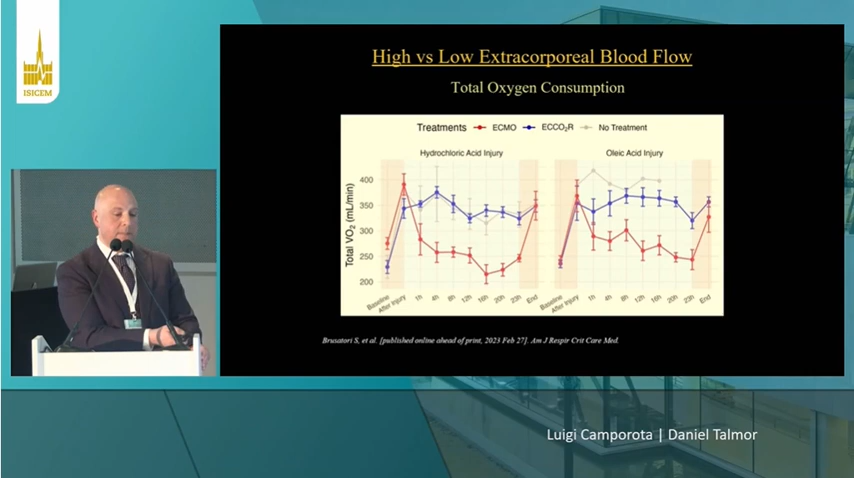 ISICEM
High vs Low Extracorporeal Blood Flow
Total Oxygen Consumption
Treatments ECMO ECCO₂R No Treatment
Hydrochloric Acid Injury
Oleic Acid Injury
Total VO₂ (mL/min)
400
350
300
250
200
Baseline After Injury 1h 4h 8h 12h 16h 20h 23h End
Baseline After Injury 1h 4h 8h 12h 16h 20h 23h End
Brusatori S, et al. [published online ahead of print, 2023 Feb 27]. Am J Respir Crit Care Med.
Luigi Camporota | Daniel Talmor